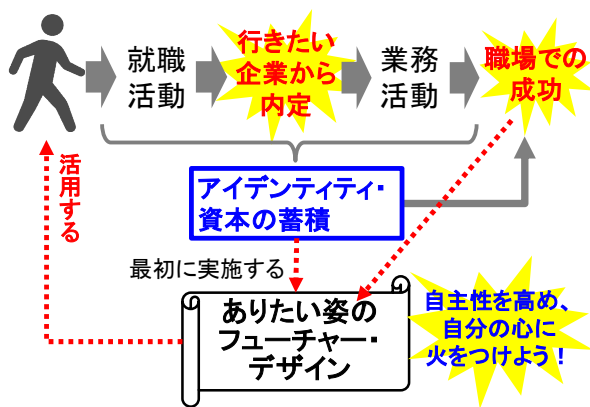 就職
活動
行きたい
企業から
内定
業務
活動
職場での
成功
活用する
アイデンティティ・
資本の蓄積
最初に実施する
ありたい姿の
フューチャー・
デザイン
自主性を高め、
自分の心に
火をつけよう！